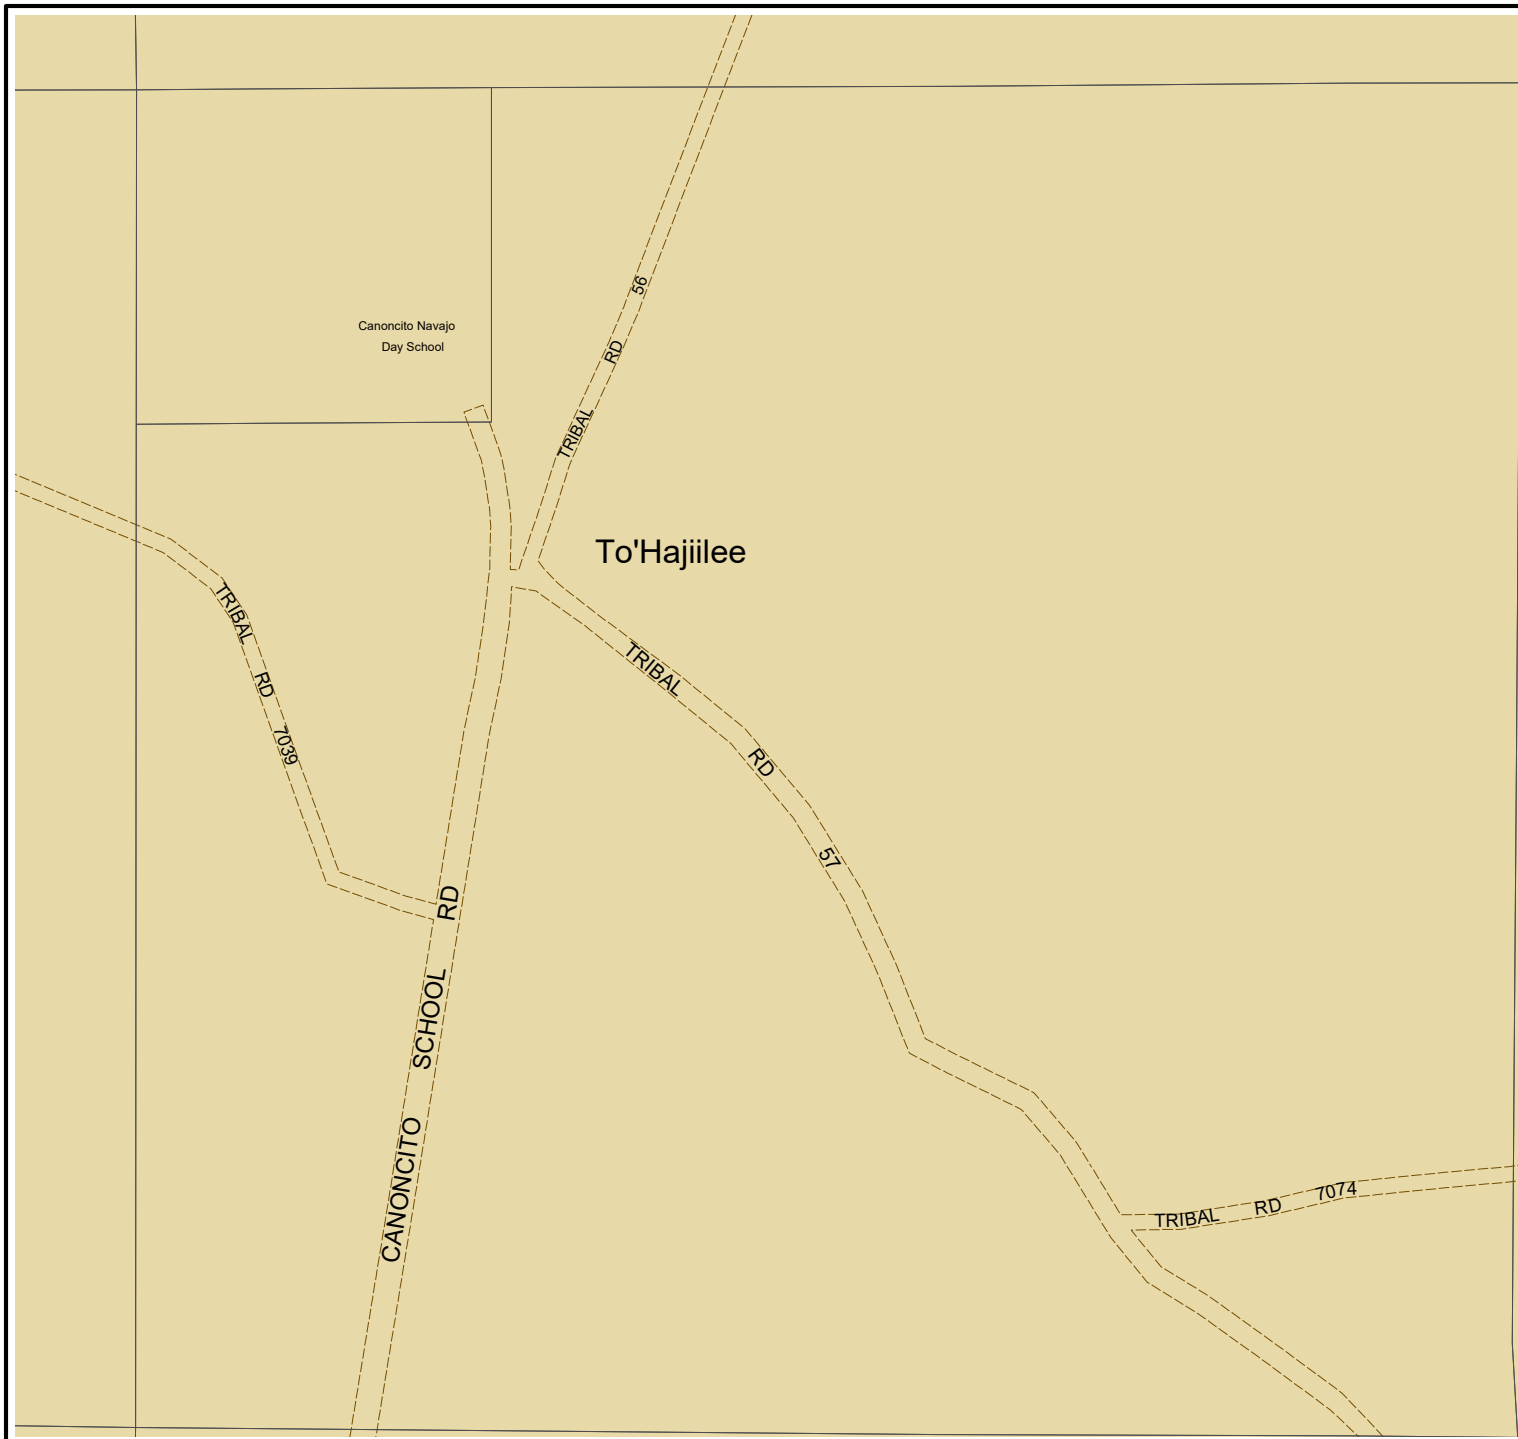 Canoncito Navajo
Day School
TRIBAL RD 56
To'Hajiilee
TRIBAL RD 7039
TRIBAL RD 57
CANONCITO SCHOOL RD
TRIBAL RD 7074